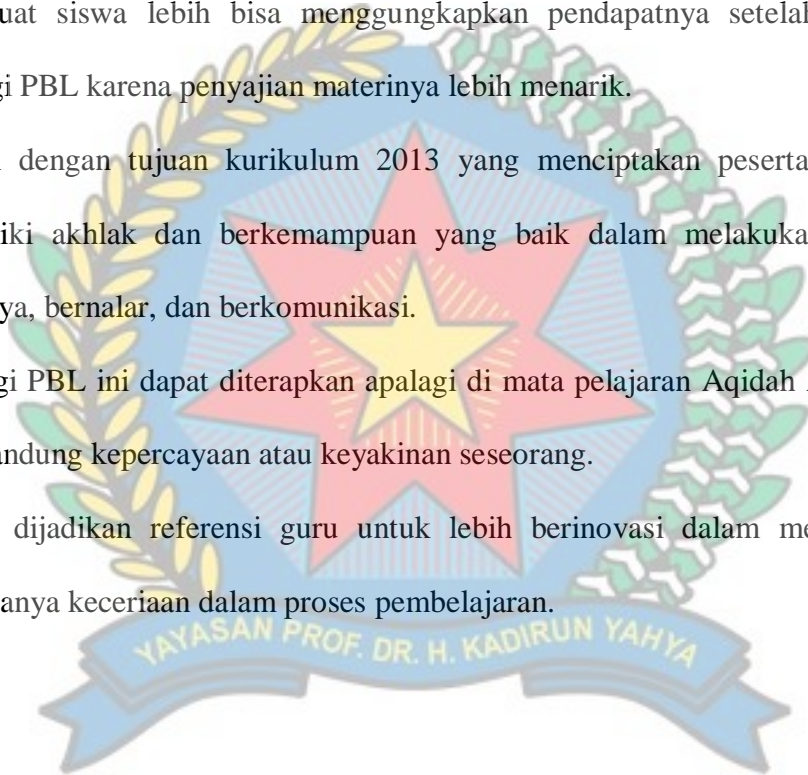 uat siswa lebih bisa menggungkapkan pendapatnya setelah
gi PBL karena penyajian materinya lebih menarik.
dengan tujuan kurikulum 2013 yang menciptakan peserta
iki akhlak dan berkemampuan yang baik dalam melakuka
ya, bernalar, dan berkomunikasi.
gi PBL ini dapat diterapkan apalagi di mata pelajaran Aqidah
andung kepercayaan atau keyakinan seseorang.
dijadikan referensi guru untuk lebih berinovasi dalam me
anya keceriaan dalam proses pembelajaran.
YAYASAN PROF. DR. H. KADIRUN YAHYA